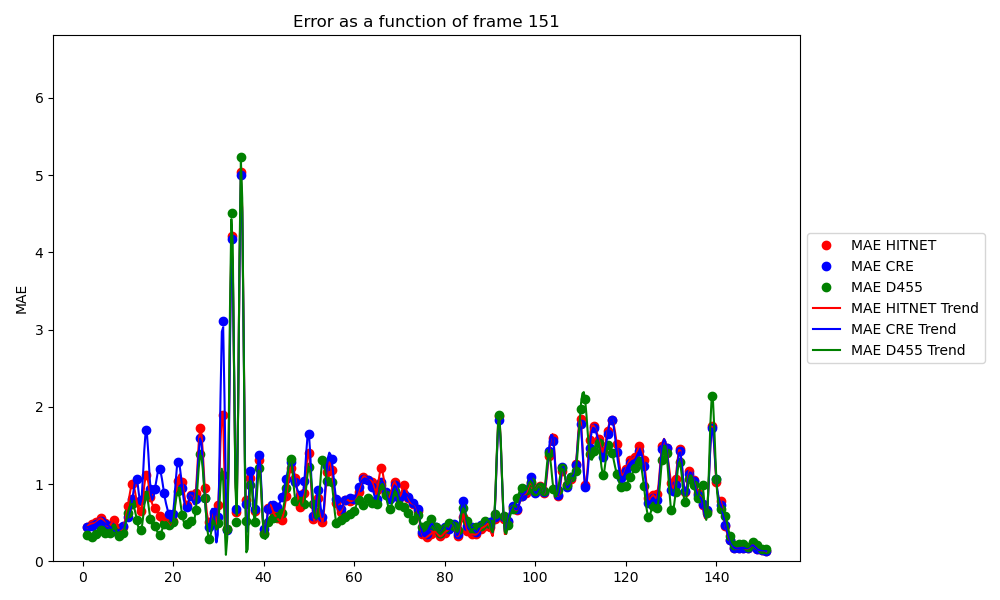 Error as a function of frame 151
MAE
6
5
4
3
2
1
0
0 20 40 60 80 100 120 140
MAE HITNET
MAE CRE
MAE D455
MAE HITNET Trend
MAE CRE Trend
MAE D455 Trend